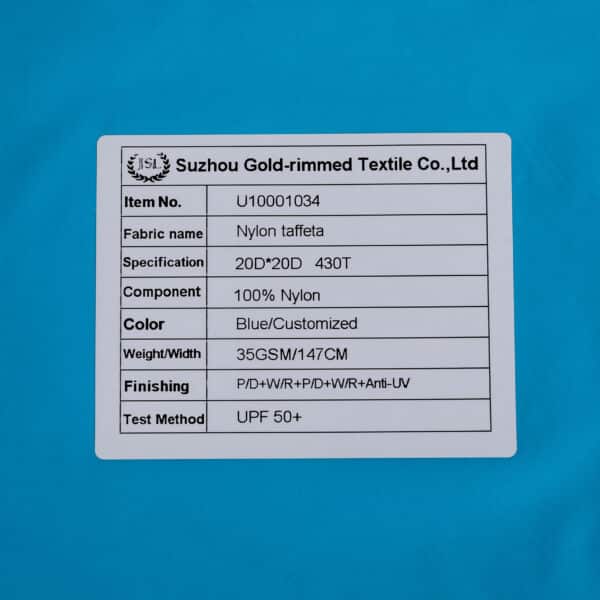 JSL Suzhou Gold-rimmed Textile Co.,Ltd
Item No. U10001034
Fabric name Nylon taffeta
Specification 20D*20D 430T
Component 100% Nylon
Color Blue/Customized
Weight/Width 35GSM/147CM
Finishing P/D+W/R+P/D+W/R+Anti-UV
Test Method UPF 50+